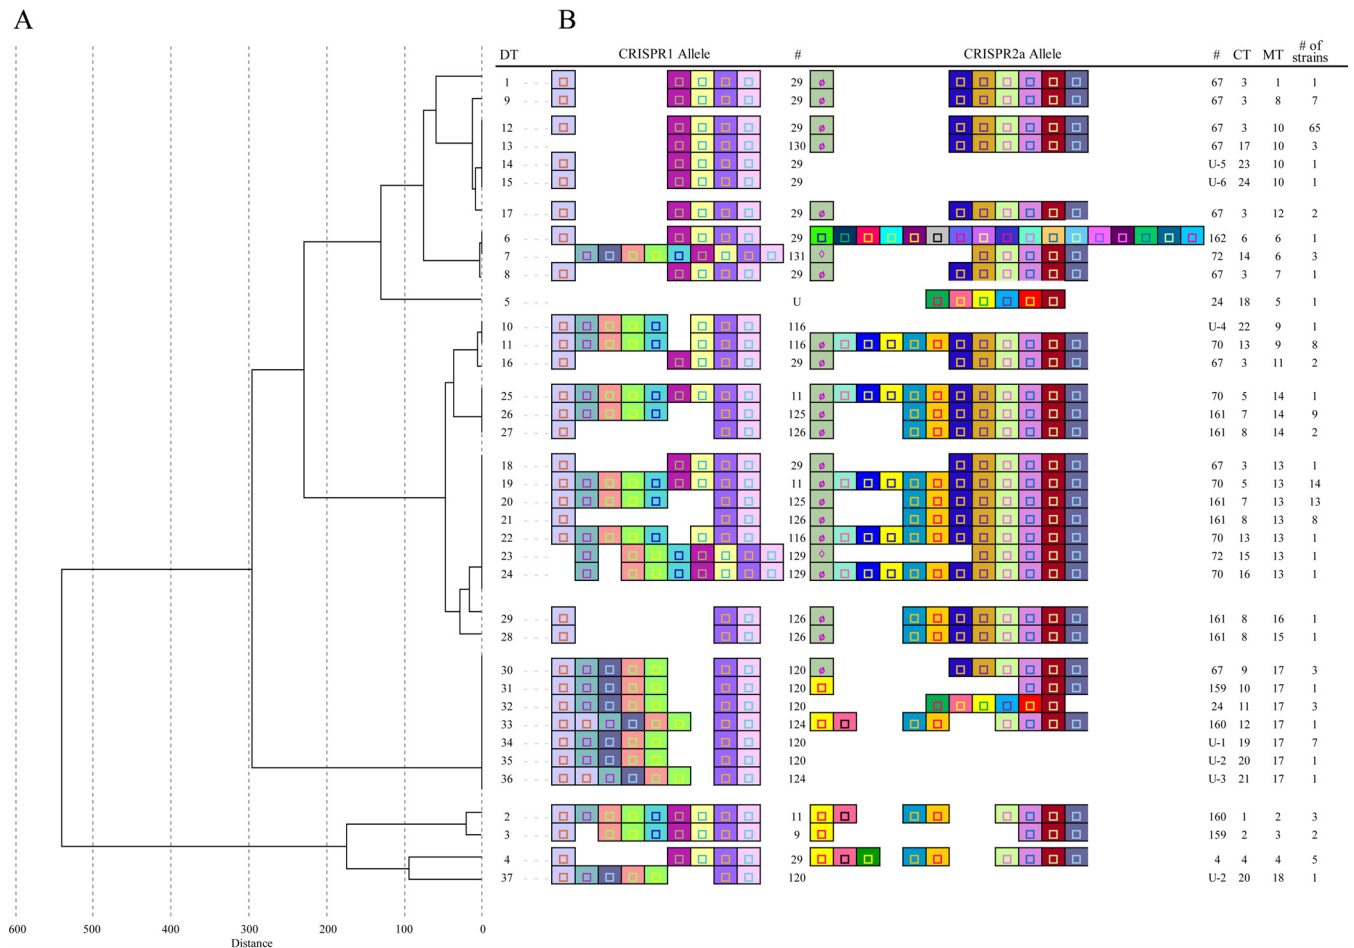 A B
DT CRISPR1 Allele # CRISPR2a Allele # CT MT # of strains
1 29 67 3 1 1
9 29 67 3 8 7
12 29 67 3 10 65
13 130 67 17 10 3
14 29 U-5 23 10 1
15 29 U-6 24 10 1
17 29 67 3 12 2
6 29 162 6 6 1
7 131 72 14 6 3
8 29 67 3 7 1
5 U 24 18 5 1
10 116 U-4 22 9 1
11 116 70 13 9 8
16 29 67 3 11 2
25 11 70 5 14 1
26 125 161 7 14 9
27 126 161 8 14 2
18 29 67 3 13 1
19 11 70 5 13 14
20 125 161 7 13 13
21 126 161 8 13 8
22 116 70 13 13 1
23 129 72 15 13 1
24 129 70 16 13 1
29 126 161 8 16 1
28 126 161 8 15 1
30 120 67 9 17 3
31 120 159 10 17 1
32 120 24 11 17 3
33 124 160 12 17 1
34 120 U-1 19 17 7
35 120 U-2 20 17 1
36 124 U-3 21 17 1
2 11 160 1 2 3
3 9 159 2 3 2
4 29 4 4 4 5
37 120 U-2 20 18 1
600 500 400 300 200 100 0
Distance